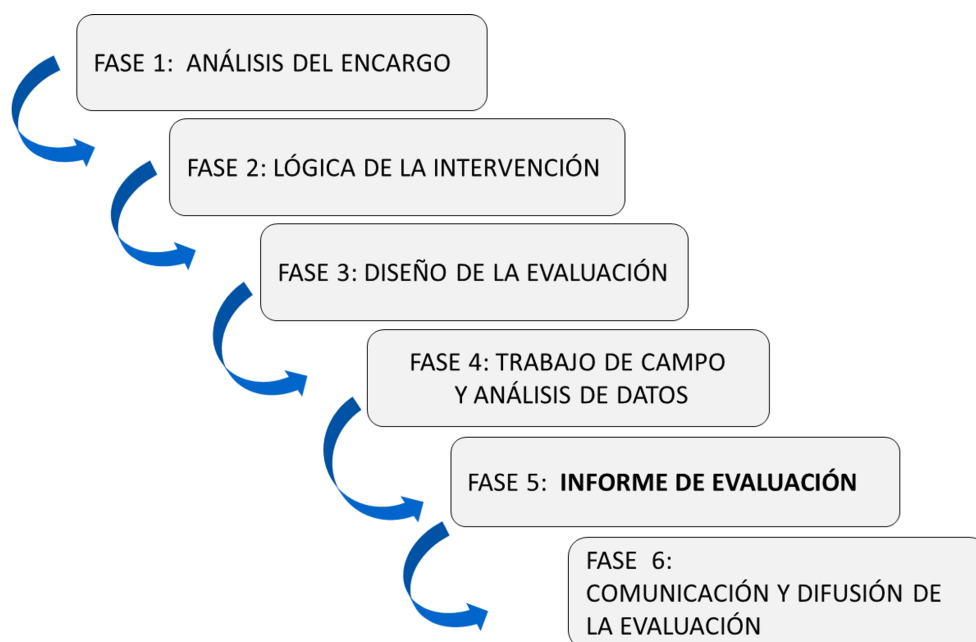 FASE 1: ANÁLISIS DEL ENCARGO
FASE 2: LÓGICA DE LA INTERVENCIÓN
FASE 3: DISEÑO DE LA EVALUACIÓN
FASE 4: TRABAJO DE CAMPO
Y ANÁLISIS DE DATOS
FASE 5: INFORME DE EVALUACIÓN
FASE 6:
COMUNICACIÓN Y DIFUSIÓN DE
LA EVALUACIÓN